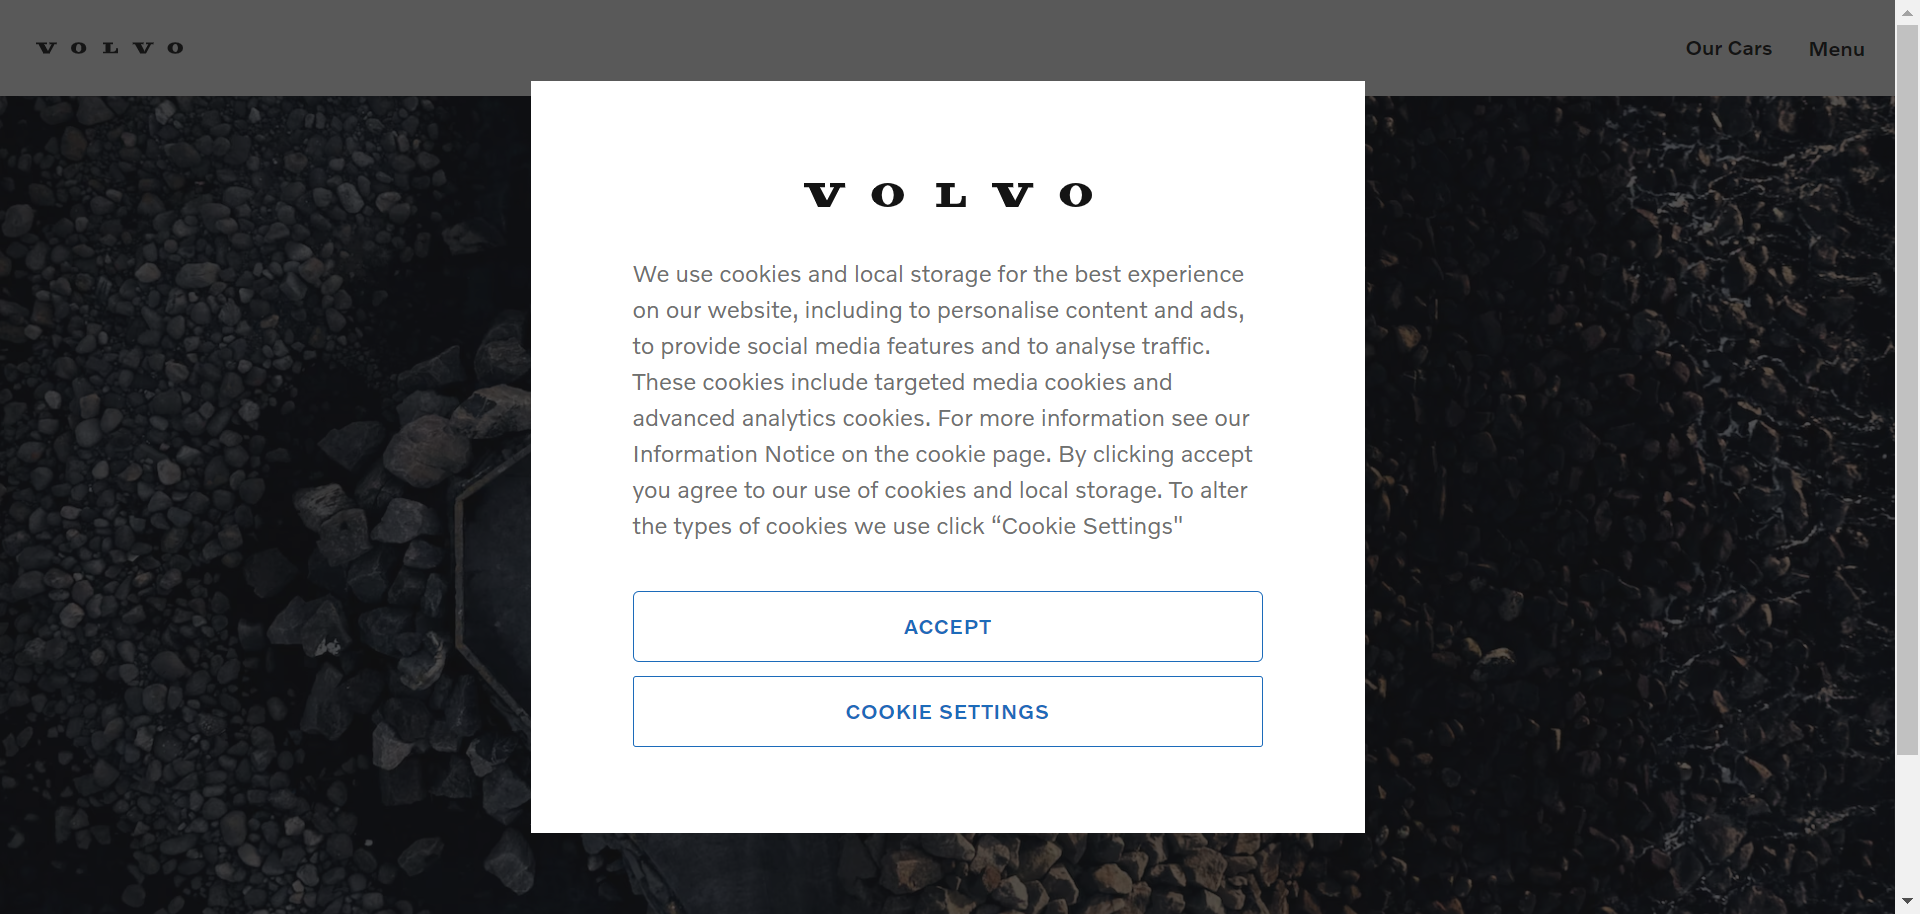 VOLVO
Our Cars
Menu
VOLVO
We use cookies and local storage for the best experience
on our website, including to personalise content and ads,
to provide social media features and to analyse traffic.
These cookies include targeted media cookies and
advanced analytics cookies. For more information see our
Information Notice on the cookie page. By clicking accept
you agree to our use of cookies and local storage. To alter
the types of cookies we use click “Cookie Settings"
ACCEPT
COOKIE SETTINGS